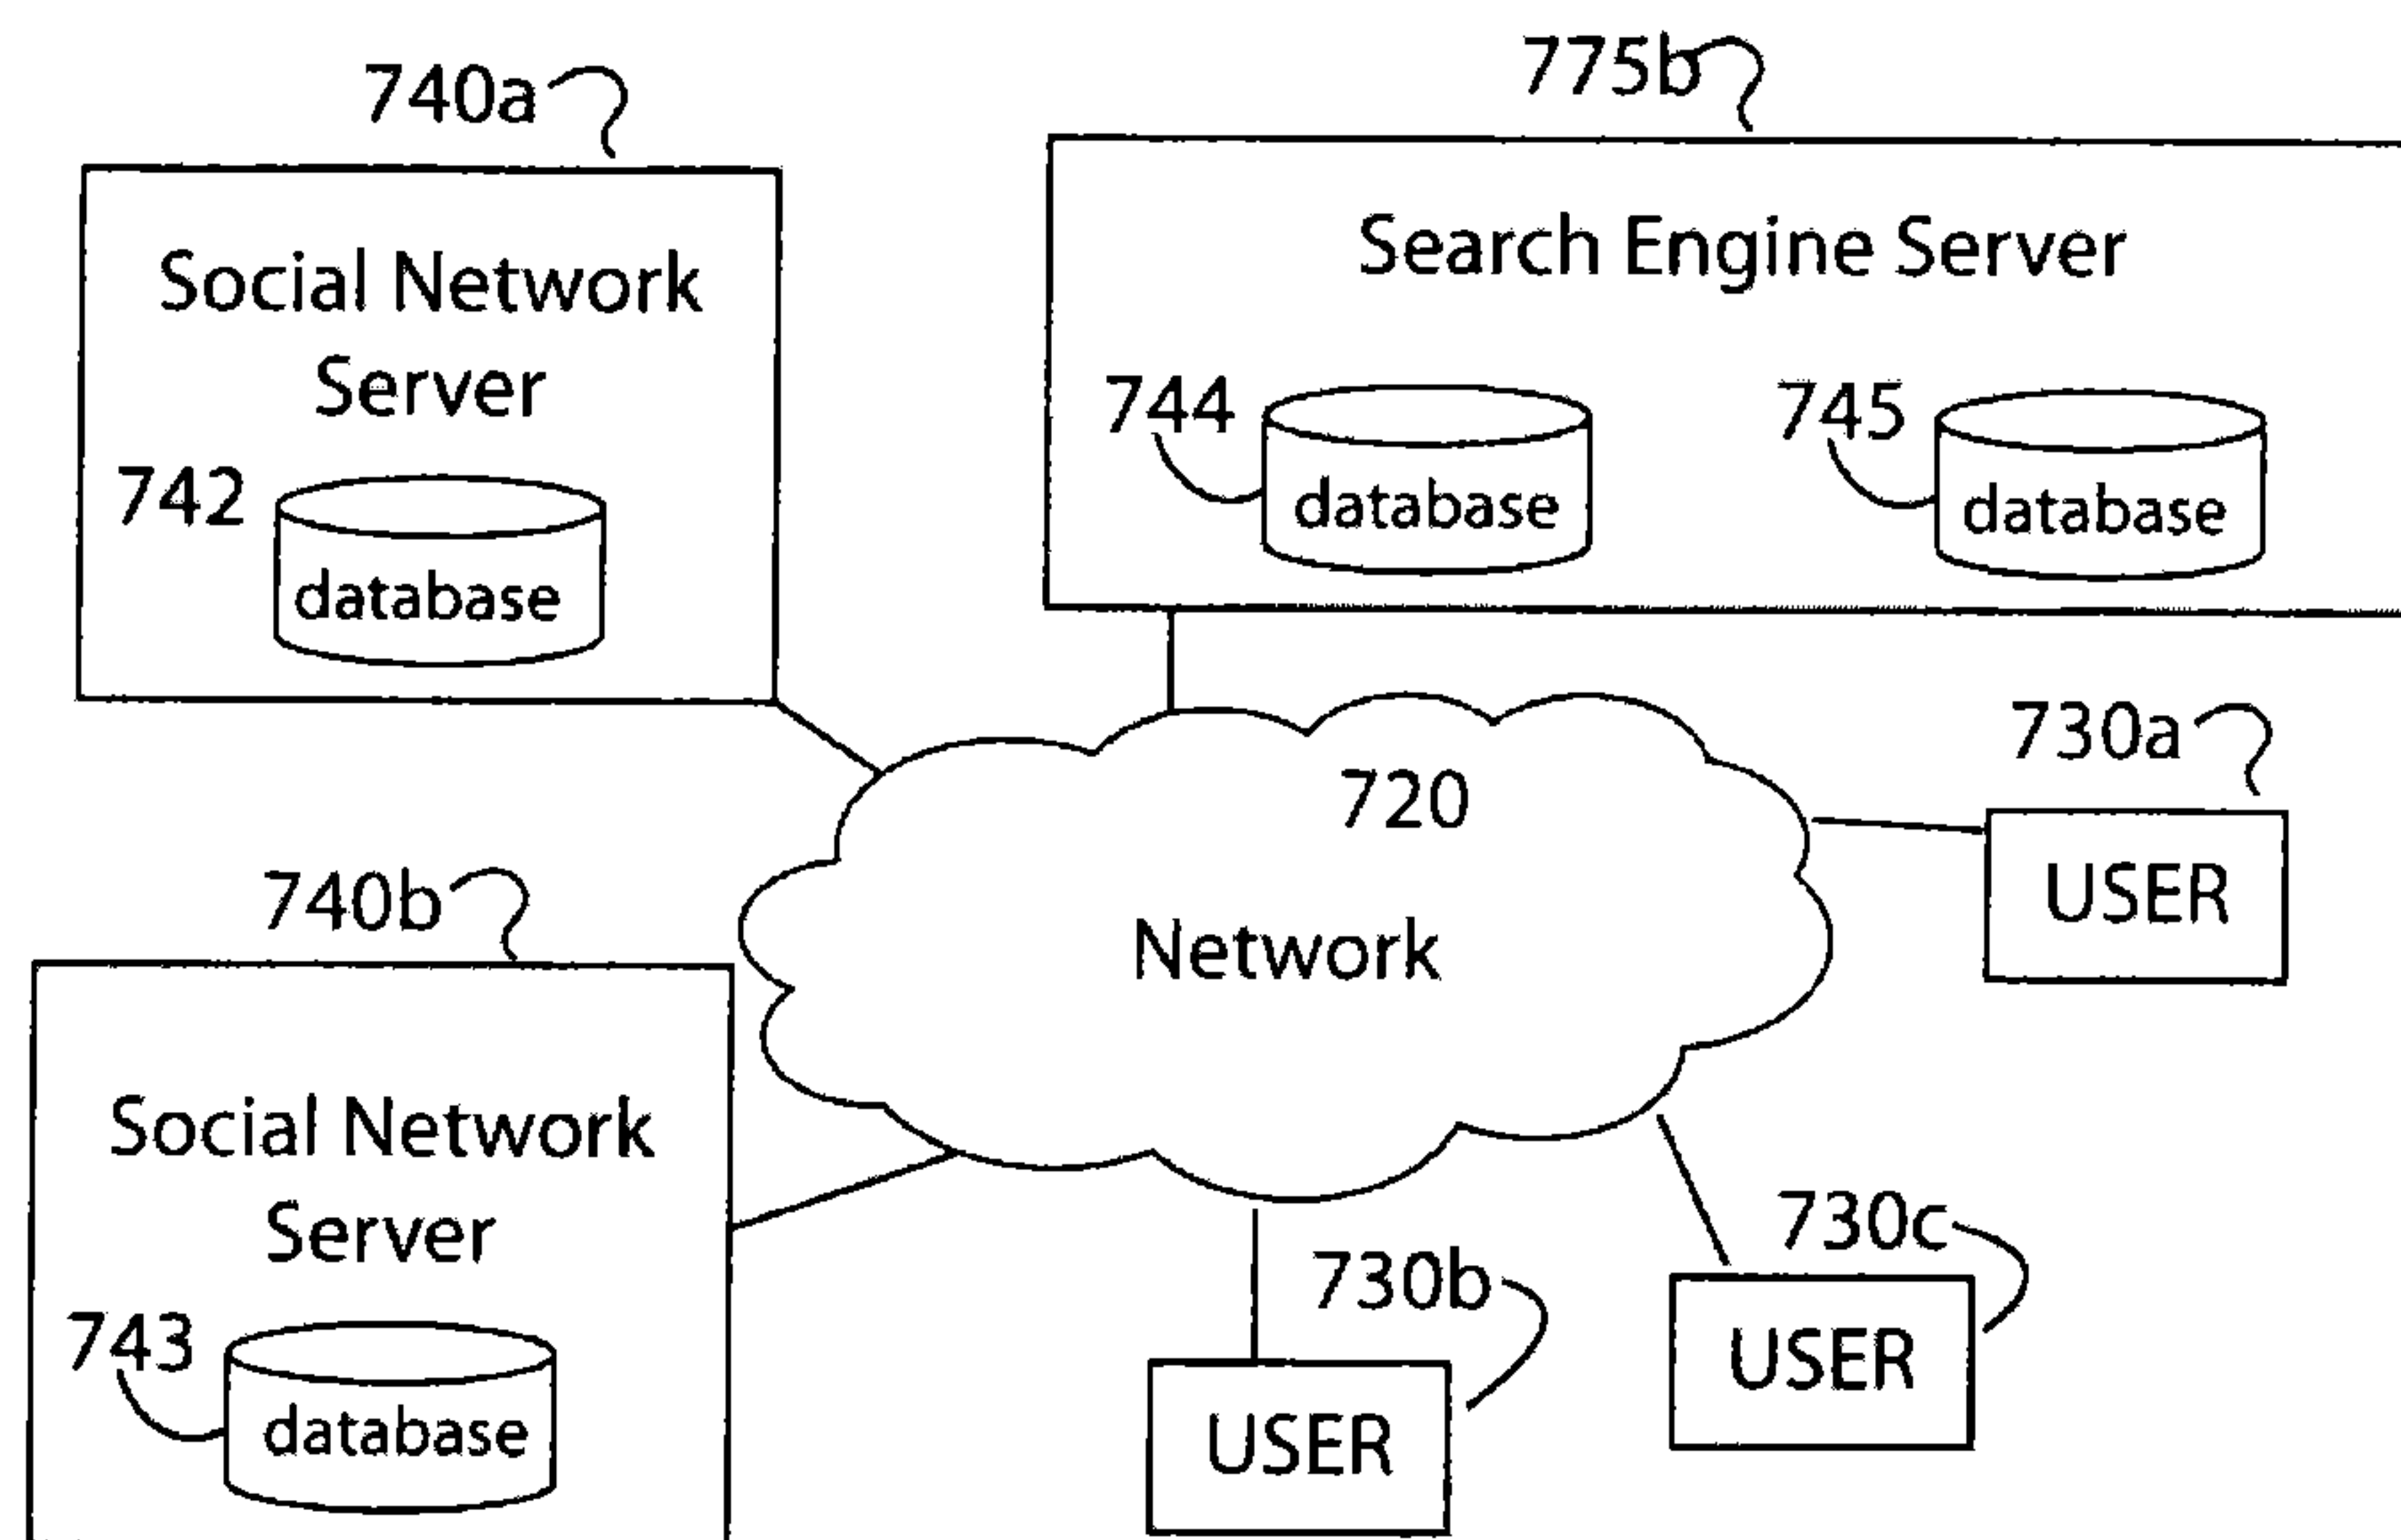 740a
775b
Social Network
Server
742
database
Search Engine Server
744
database
745
database
720
Network
730a
USER
740b
Social Network
Server
743
database
730b
USER
730c
USER